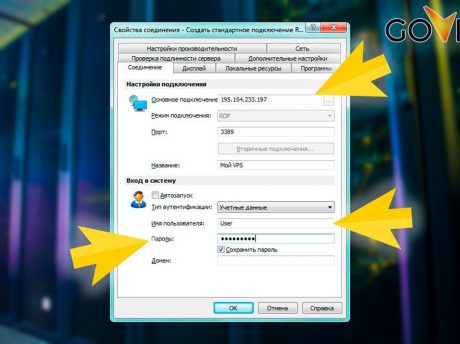 GOV
Свойства соединения - Создать стандартное подключение R...
Настройки производительности
Сеть
Проверка подлинности сервера
Дополнительные настройки
Соединение
Дисплей
Локальные ресурсы
Программы
Настройки подключения
Основное подключение
195.154.233.197
Режим подключения:
RDP
Порт:
3389
Вторичные подключения...
Название:
Мой VPS
Вход в систему
Автозапуск
Тип аутентификации:
Учетные данные
Имя пользователя:
User
Пароль:
•••••••••
Сохранить пароль
Домен:
OK
Отмена
Справка